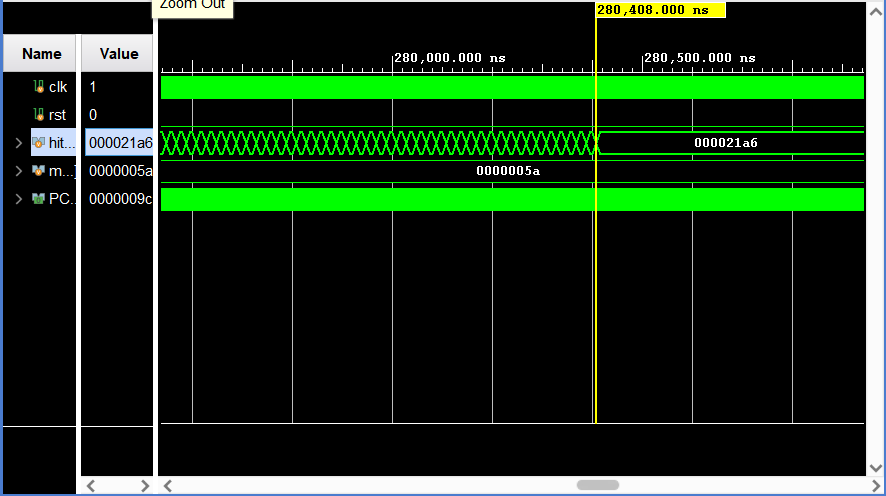 Zoom Out
280,408.000 ns
Name
Value
280,000.000 ns
280,500.000 ns
clk
1
rst
0
hit...
000021a6
000021a6
m...]
0000005a
0000005a
PC..
0000009c